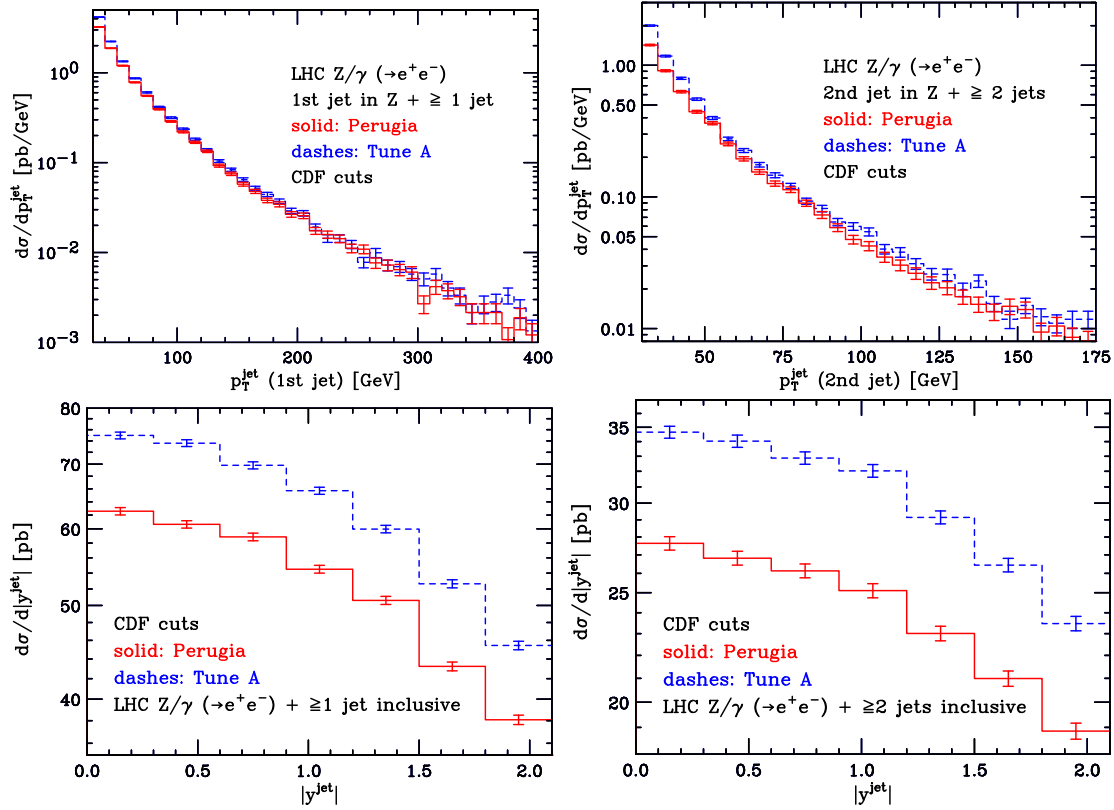 dσ/dp_T^jet [pb/GeV]
10^0
10^−1
10^−2
10^−3
LHC Z/γ (→e^+e^−)
1st jet in Z + ≧ 1 jet
solid: Perugia
dashes: Tune A
CDF cuts
100 200 300 400
p_T^jet (1st jet) [GeV]
dσ/dp_T^jet [pb/GeV]
1.00
0.50
0.10
0.05
0.01
LHC Z/γ (→e^+e^−)
2nd jet in Z + ≧ 2 jets
solid: Perugia
dashes: Tune A
CDF cuts
50 75 100 125 150 175
p_T^jet (2nd jet) [GeV]
dσ/d|y^jet| [pb]
80
70
60
50
40
CDF cuts
solid: Perugia
dashes: Tune A
LHC Z/γ (→e^+e^−) + ≧1 jet inclusive
0.0 0.5 1.0 1.5 2.0
|y^jet|
dσ/d|y^jet| [pb]
35
30
25
20
CDF cuts
solid: Perugia
dashes: Tune A
LHC Z/γ (→e^+e^−) + ≧2 jets inclusive
0.0 0.5 1.0 1.5 2.0
|y^jet|